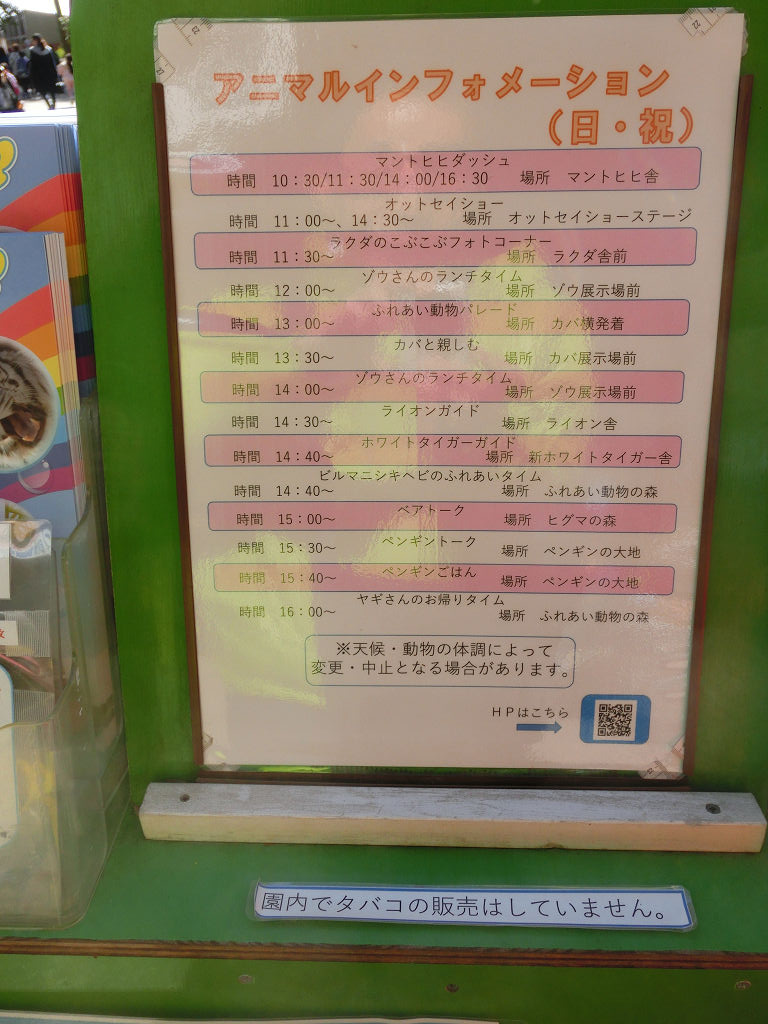 アニマルインフォメーション
（日・祝）
マントヒヒダッシュ
時間 10：30/11：30/14：00/16：30 場所 マントヒヒ舎
オットセイショー
時間 11：00～、14：30～ 場所 オットセイショーステージ
ラクダのこぶこぶフォトコーナー
時間 11：30～ 場所 ラクダ舎前
ゾウさんのランチタイム
時間 12：00～ 場所 ゾウ展示場前
ふれあい動物パレード
時間 13：00～ 場所 カバ横発着
カバと親しむ
時間 13：30～ 場所 カバ展示場前
ゾウさんのランチタイム
時間 14：00～ 場所 ゾウ展示場前
ライオンガイド
時間 14：30～ 場所 ライオン舎
ホワイトタイガーガイド
時間 14：40～ 場所 新ホワイトタイガー舎
ビルマニシキヘビのふれあいタイム
時間 14：40～ 場所 ふれあい動物の森
ベアトーク
時間 15：00～ 場所 ヒグマの森
ペンギントーク
時間 15：30～ 場所 ペンギンの大地
ペンギンごはん
時間 15：40～ 場所 ペンギンの大地
ヤギさんのお帰りタイム
時間 16：00～ 場所 ふれあい動物の森
※天候・動物の体調によって
変更・中止となる場合があります。
ＨＰはこちら
園内でタバコの販売はしていません。